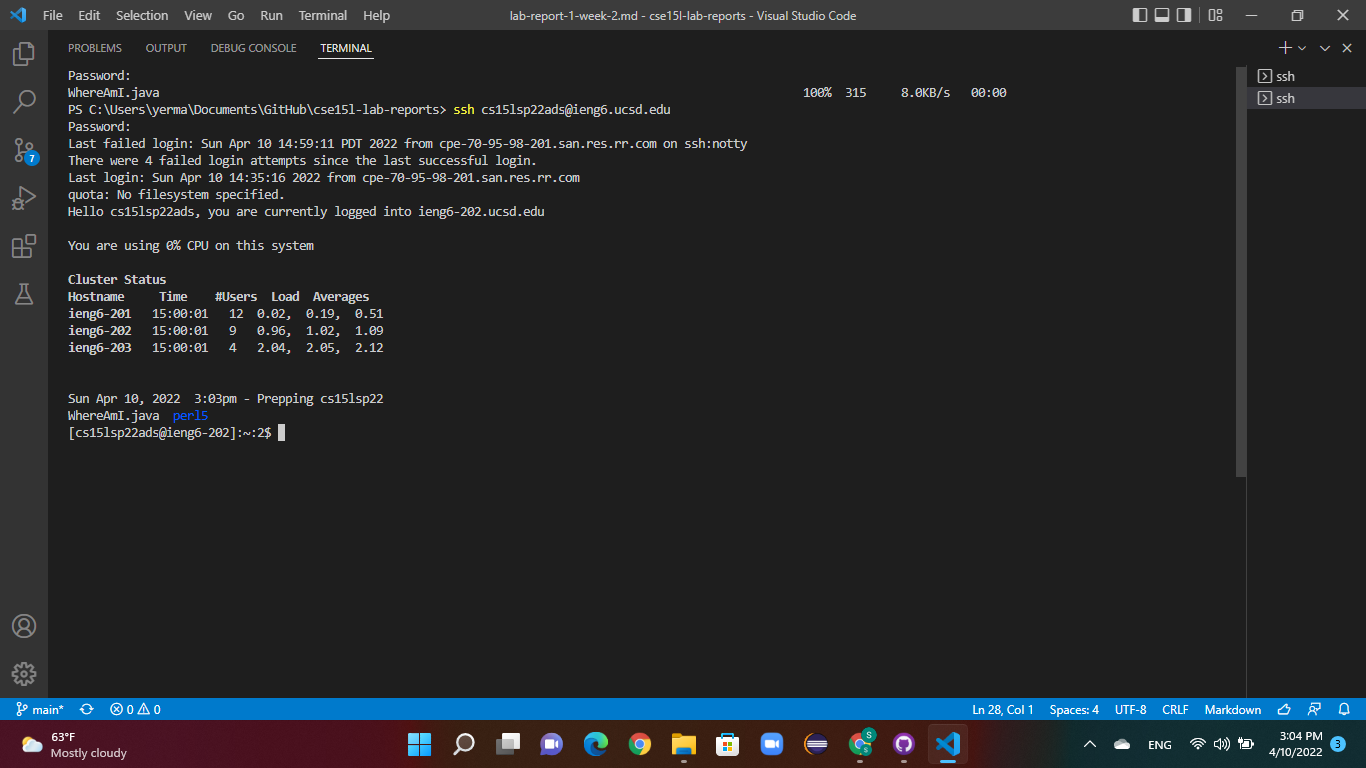 File Edit Selection View Go Run Terminal Help
lab-report-1-week-2.md - cse15l-lab-reports - Visual Studio Code
PROBLEMS OUTPUT DEBUG CONSOLE TERMINAL
Password:
WhereAmI.java 100% 315 8.0KB/s 00:00
PS C:\Users\yerma\Documents\GitHub\cse15l-lab-reports> ssh cs15lsp22ads@ieng6.ucsd.edu
Password:
Last failed login: Sun Apr 10 14:59:11 PDT 2022 from cpe-70-95-98-201.san.res.rr.com on ssh:notty
There were 4 failed login attempts since the last successful login.
Last login: Sun Apr 10 14:35:16 2022 from cpe-70-95-98-201.san.res.rr.com
quota: No filesystem specified.
Hello cs15lsp22ads, you are currently logged into ieng6-202.ucsd.edu
You are using 0% CPU on this system
Cluster Status
Hostname Time #Users Load Averages
ieng6-201 15:00:01 12 0.02, 0.19, 0.51
ieng6-202 15:00:01 9 0.96, 1.02, 1.09
ieng6-203 15:00:01 4 2.04, 2.05, 2.12
Sun Apr 10, 2022 3:03pm - Prepping cs15lsp22
WhereAmI.java perl5
[cs15lsp22ads@ieng6-202]:~:2$
ssh
ssh
7
main* 0 0
Ln 28, Col 1 Spaces: 4 UTF-8 CRLF Markdown
63°F
Mostly cloudy
S
S
ENG
3:04 PM
4/10/2022
3